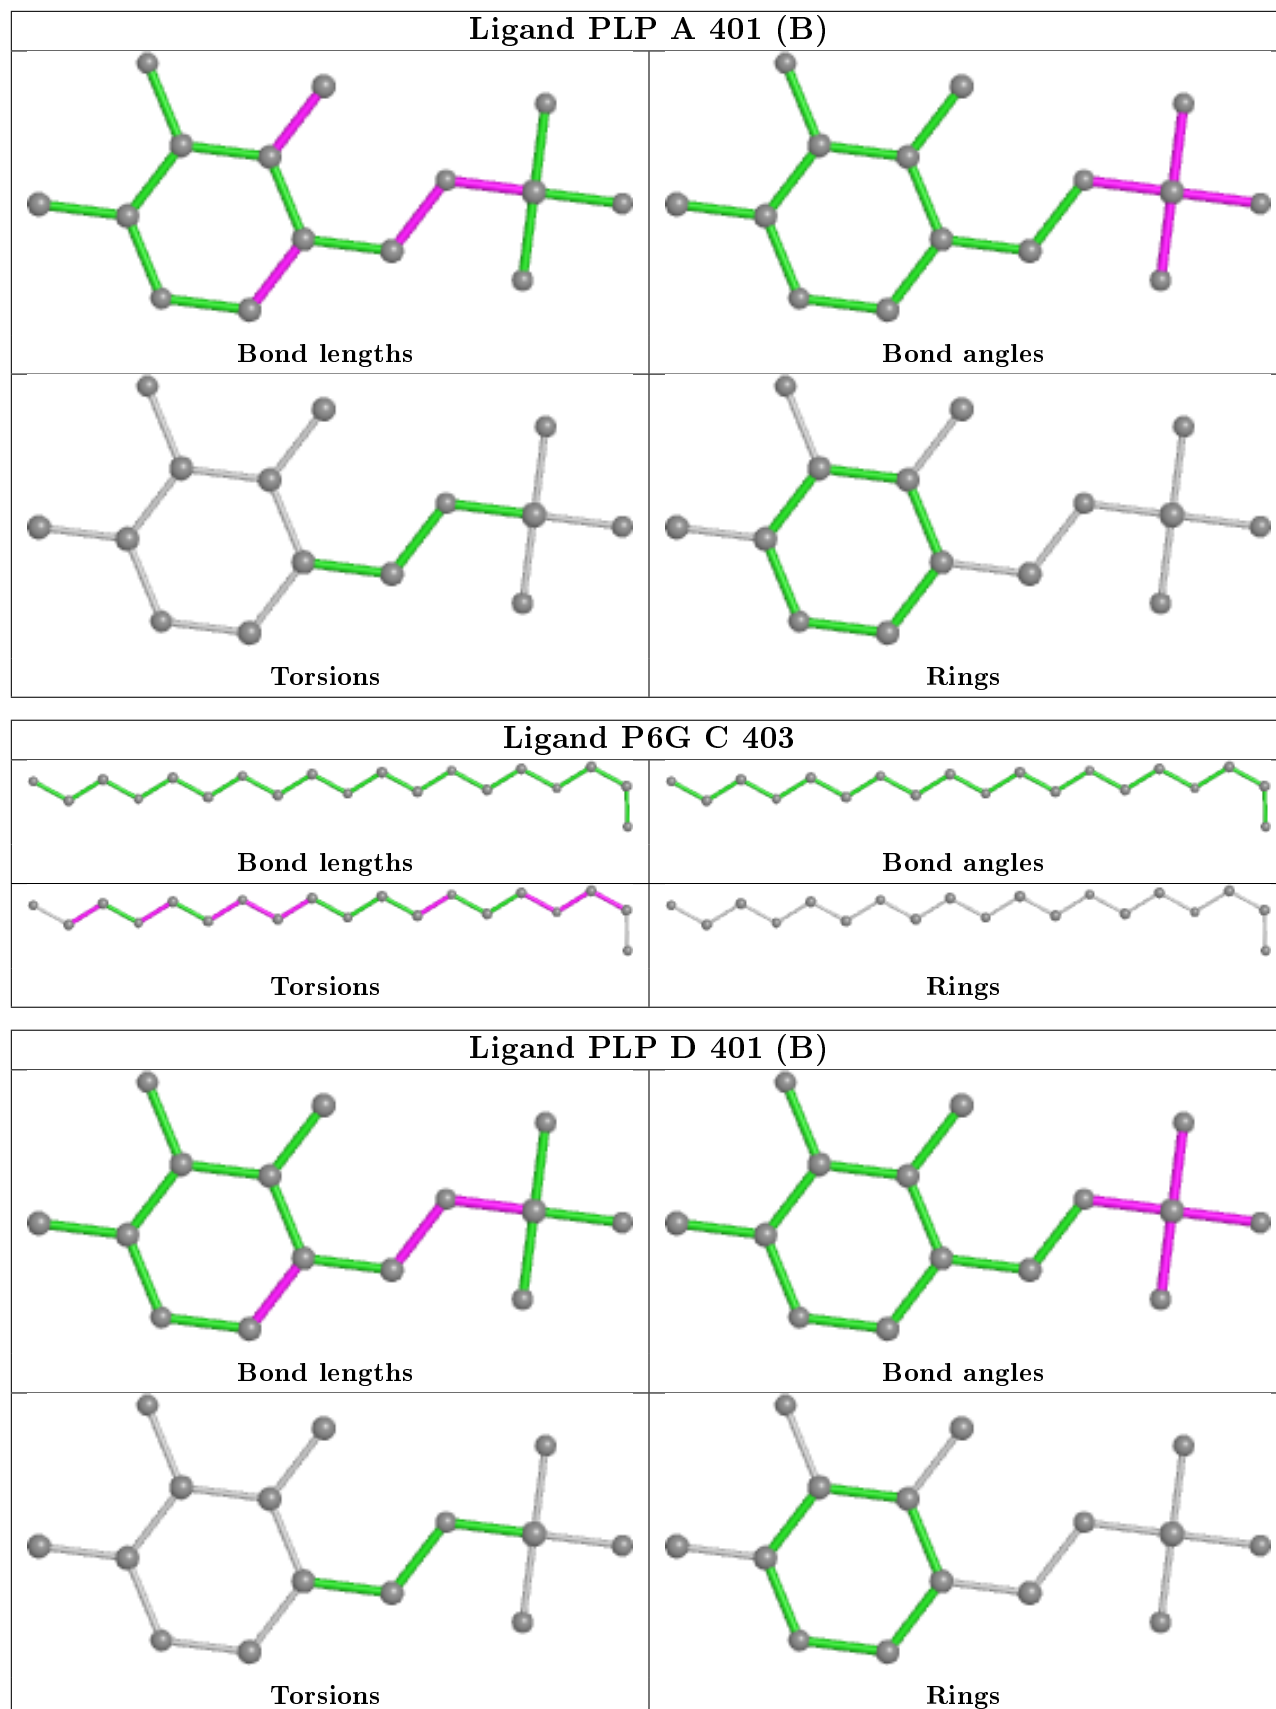 Ligand PLP A 401 (B)
Bond lengths
Bond angles
Torsions
Rings
Ligand P6G C 403
Bond lengths
Bond angles
Torsions
Rings
Ligand PLP D 401 (B)
Bond lengths
Bond angles
Torsions
Rings